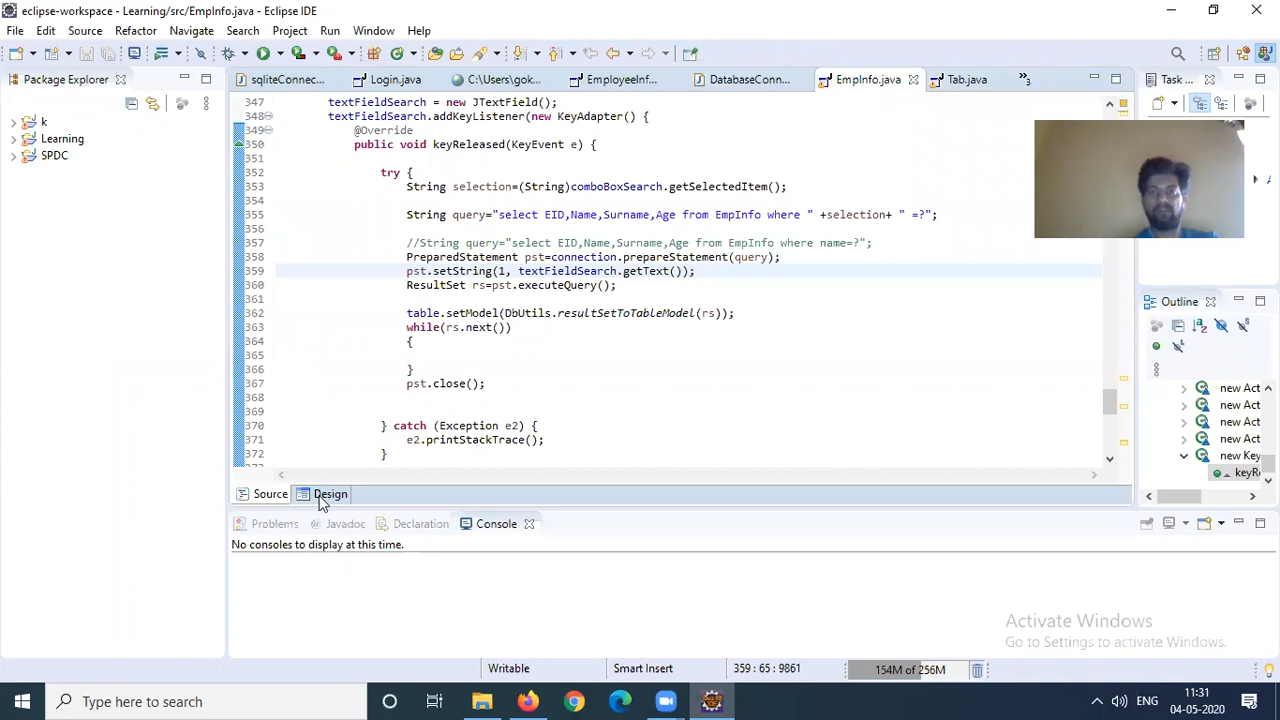 eclipse-workspace - Learning/src/EmpInfo.java - Eclipse IDE
File Edit Source Refactor Navigate Search Project Run Window Help
Package Explorer
k
Learning
SPDC
sqliteConnec... Login.java C:\Users\gok... EmployeeInf... DatabaseConn... EmpInfo.java Tab.java »3
347 textFieldSearch = new JTextField();
348 textFieldSearch.addKeyListener(new KeyAdapter() {
349 @Override
350 public void keyReleased(KeyEvent e) {
351
352 try {
353 String selection=(String)comboBoxSearch.getSelectedItem();
354
355 String query="select EID,Name,Surname,Age from EmpInfo where " +selection+ " =?";
356
357 //String query="select EID,Name,Surname,Age from EmpInfo where name=?";
358 PreparedStatement pst=connection.prepareStatement(query);
359 pst.setString(1, textFieldSearch.getText());
360 ResultSet rs=pst.executeQuery();
361
362 table.setModel(DbUtils.resultSetToTableModel(rs));
363 while(rs.next())
364 {
365
366 }
367 pst.close();
368
369
370 } catch (Exception e2) {
371 e2.printStackTrace();
372 }
Source Design
Problems Javadoc Declaration Console
No consoles to display at this time.
Task ...
Outline
new Act
new Act
new Act
new Act
new Key
keyRe
Activate Windows
Go to Settings to activate Windows.
Writable Smart Insert 359 : 65 : 9861 154M of 256M
Type here to search
ENG
11:31
04-05-2020